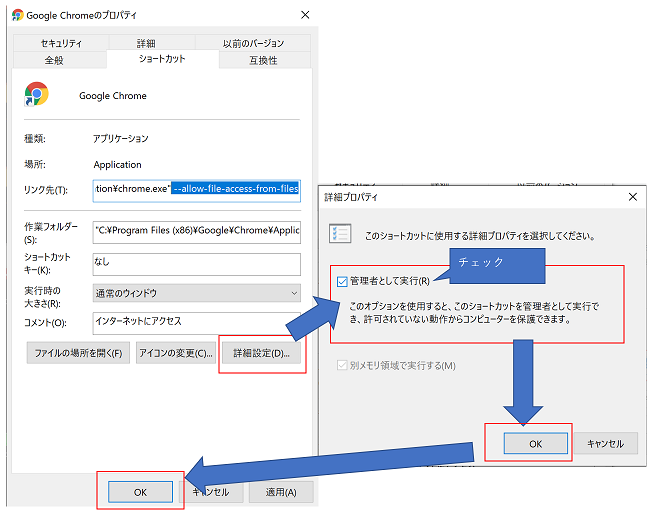 Google Chromeのプロパティ
セキュリティ 詳細 以前のバージョン
全般 ショートカット 互換性
Google Chrome
種類: アプリケーション
場所: Application
リンク先(T): tion¥chrome.exe" --allow-file-access-from-files
作業フォルダー(S): "C:¥Program Files (x86)¥Google¥Chrome¥Applic
ショートカットキー(K): なし
実行時の大きさ(R): 通常のウィンドウ
コメント(O): インターネットにアクセス
ファイルの場所を開く(F) アイコンの変更(C)... 詳細設定(D)...
OK キャンセル 適用(A)
詳細プロパティ
このショートカットに使用する詳細プロパティを選択してください。
チェック
管理者として実行(R)
このオプションを使用すると、このショートカットを管理者として実行で
き、許可されていない動作からコンピューターを保護できます。
別メモリ領域で実行する(M)
OK キャンセル